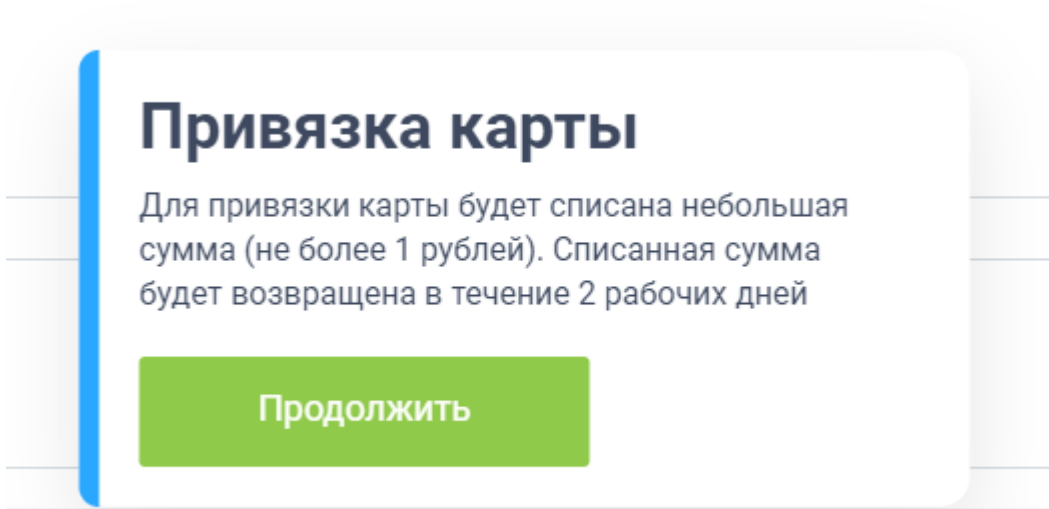 Привязка карты
Для привязки карты будет списана небольшая
сумма (не более 1 рублей). Списанная сумма
будет возвращена в течение 2 рабочих дней
Продолжить